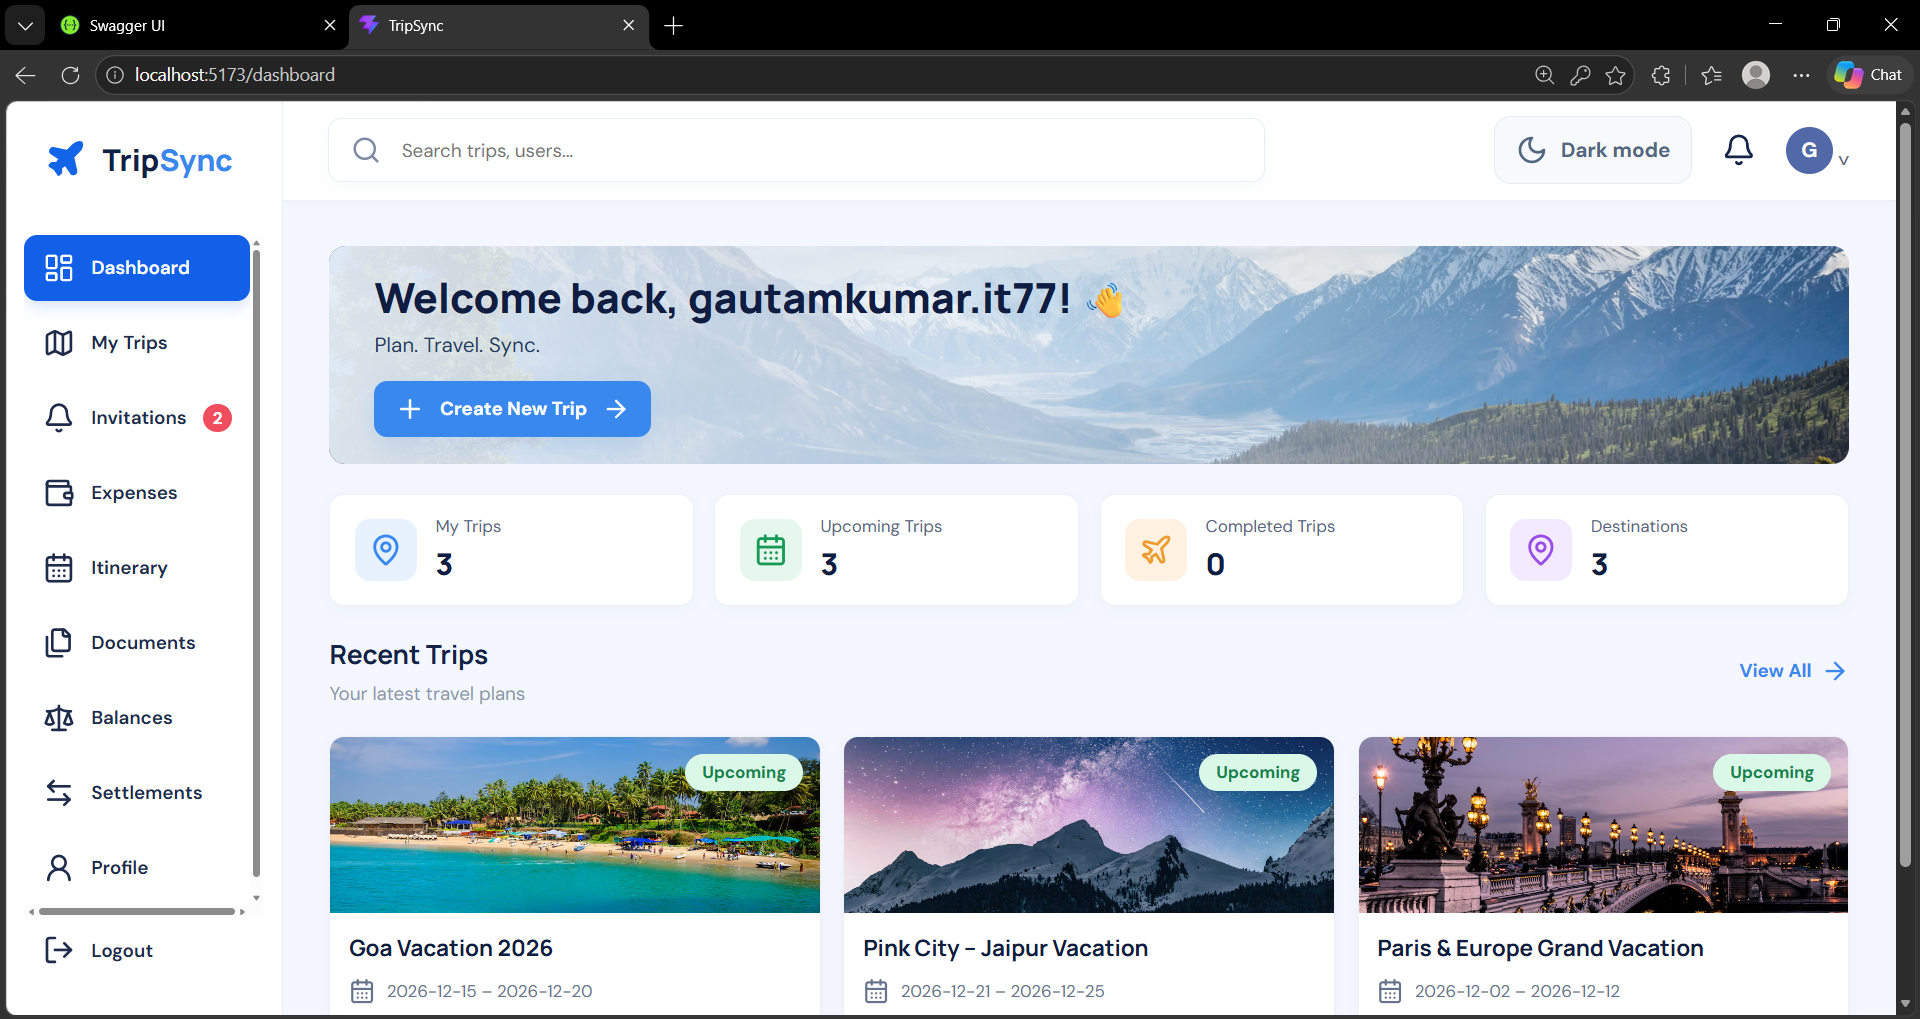 Swagger UI
TripSync
localhost:5173/dashboard
Chat
TripSync
Search trips, users...
Dark mode
G
Dashboard
My Trips
Invitations 2
Expenses
Itinerary
Documents
Balances
Settlements
Profile
Logout
Welcome back, gautamkumar.it77! 👋
Plan. Travel. Sync.
Create New Trip
My Trips
3
Upcoming Trips
3
Completed Trips
0
Destinations
3
Recent Trips
Your latest travel plans
View All
Upcoming
Goa Vacation 2026
2026-12-15 – 2026-12-20
Upcoming
Pink City – Jaipur Vacation
2026-12-21 – 2026-12-25
Upcoming
Paris & Europe Grand Vacation
2026-12-02 – 2026-12-12